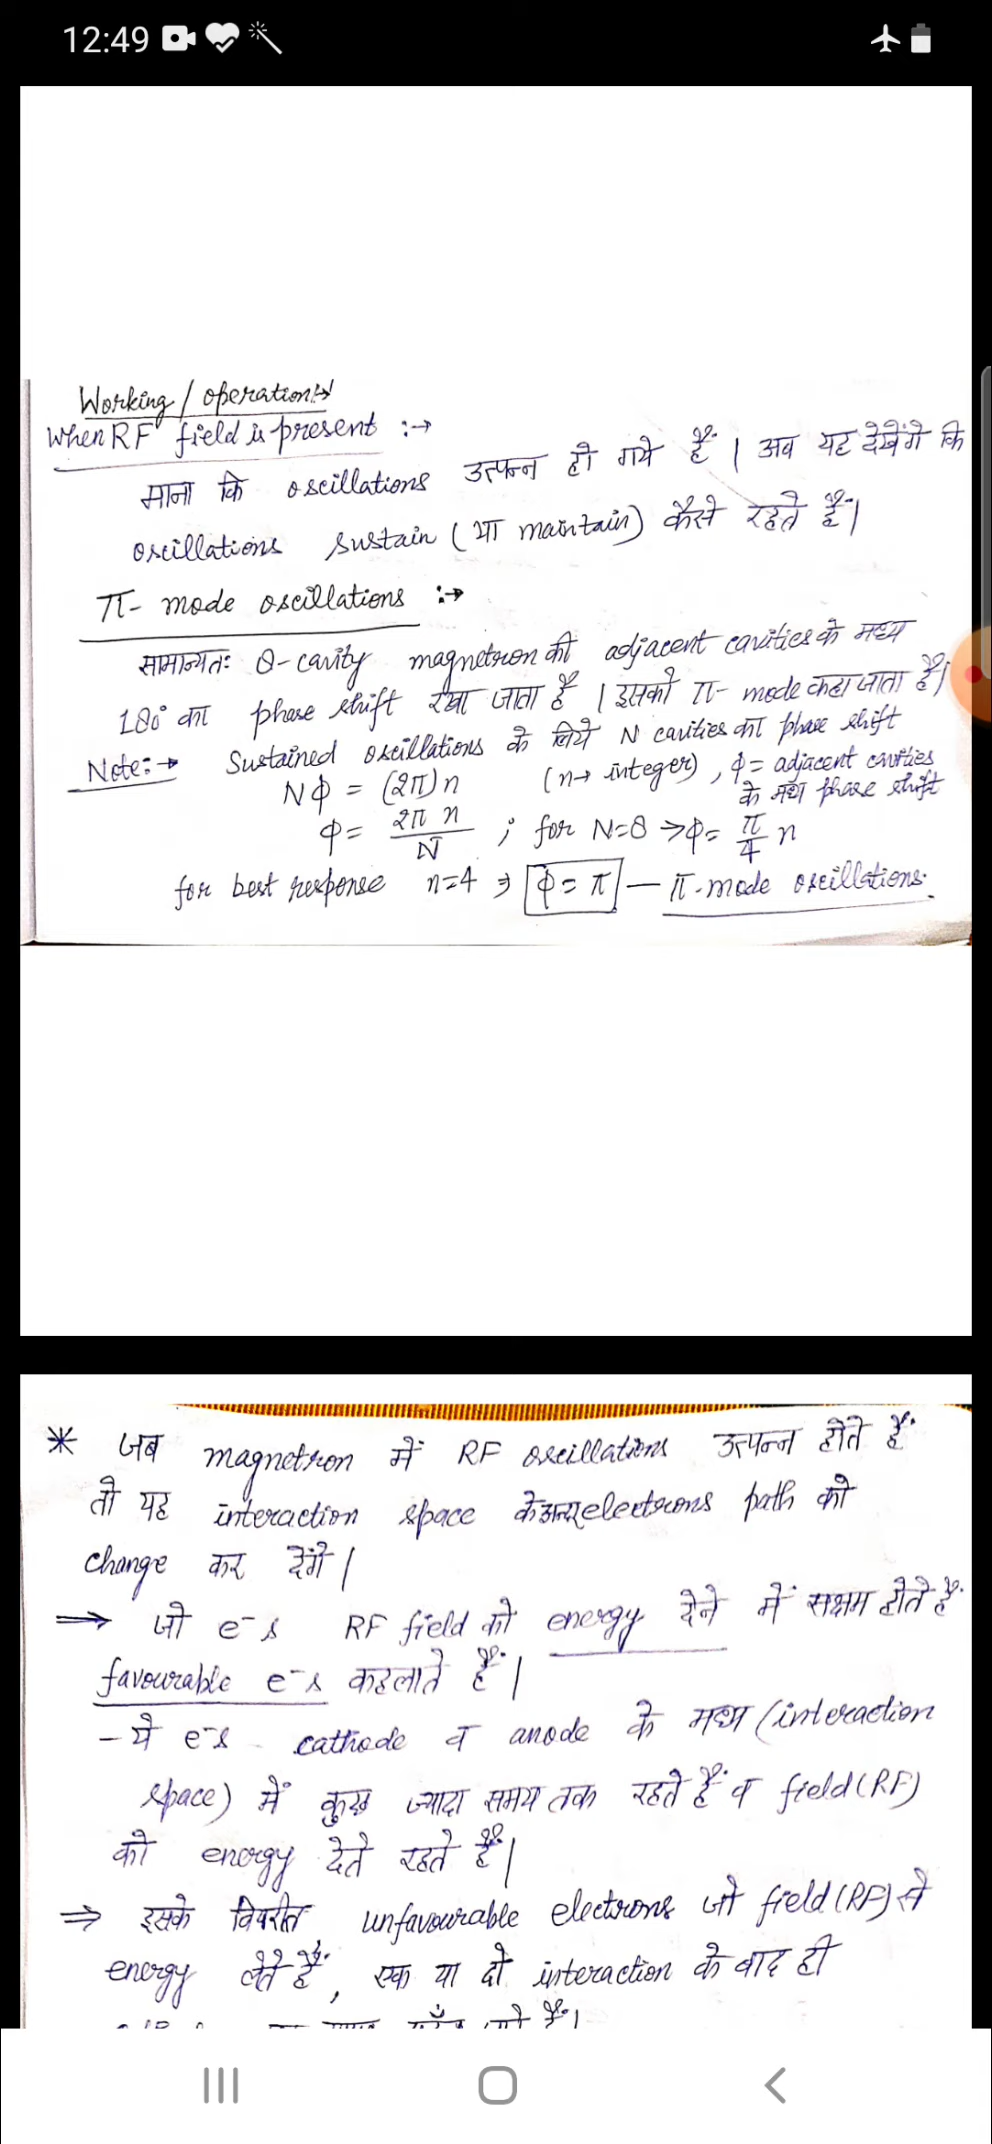 12:49
Working / operation:→
when RF field is present :→
माना कि oscillations उत्पन्न हो गये हैं। अब यह देखेंगे कि
oscillations sustain (या maintain) कैसे रहते हैं।
π- mode oscillations :→
सामान्यतः 8-cavity magnetron की adjacent cavities के मध्य
180° का phase shift रखा जाता है। इसको π- mode कहा जाता है।
Note:→ Sustained oscillations के लिये N cavities का phase shift
Nϕ = (2π)n (n→ integer), ϕ= adjacent cavities के मध्य phase shift
ϕ= 2π n / N ; for N=8 → ϕ= π/4 n
for best response n=4 ⇒ ϕ = π — π-mode oscillations.
* जब magnetron में RF oscillations उत्पन्न होते हैं
तो यह interaction space के अन्दर electrons path को
change कर देंगे।
⇒ जो e⁻s RF field को energy देने में सक्षम होते हैं
favourable e⁻s कहलाते हैं।
- ये e⁻s cathode व anode के मध्य (interaction
space) में कुछ ज्यादा समय तक रहते हैं व field (RF)
को energy देते रहते हैं।
⇒ इसके विपरीत unfavourable electrons जो field (RF) से
energy लेते हैं, एक या दो interaction के बाद ही